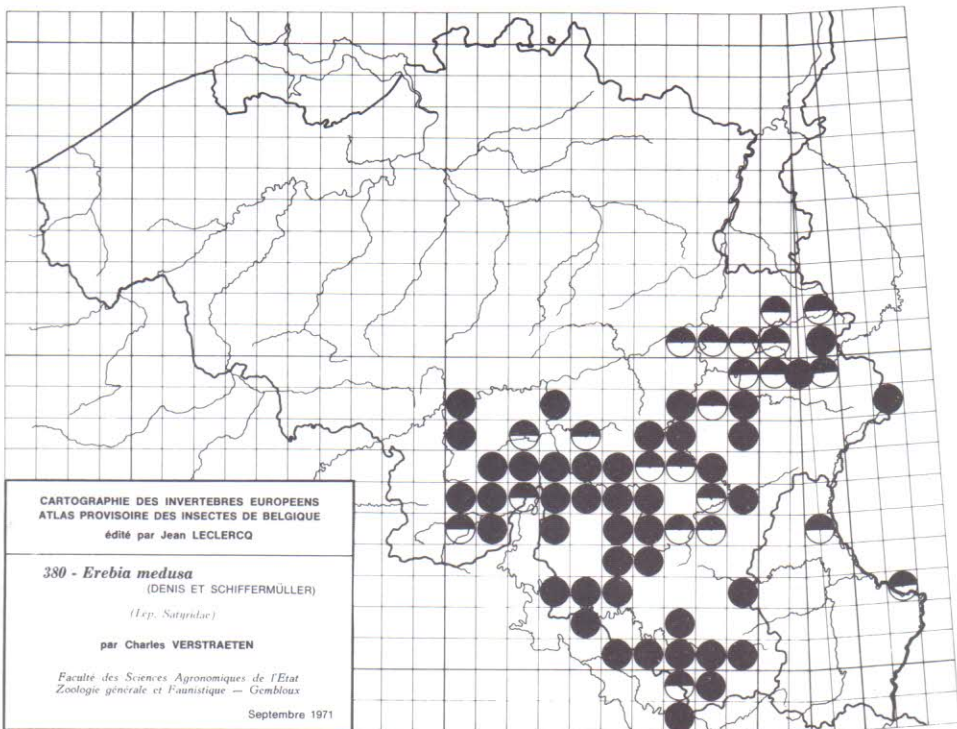 CARTOGRAPHIE DES INVERTEBRES EUROPEENS
ATLAS PROVISOIRE DES INSECTES DE BELGIQUE
édité par Jean LECLERCQ
380 - Erebia medusa
(DENIS ET SCHIFFERMÜLLER)
(Lep. Satyridae)
par Charles VERSTRAETEN
Faculté des Sciences Agronomiques de l'Etat
Zoologie générale et Faunistique — Gembloux
Septembre 1971